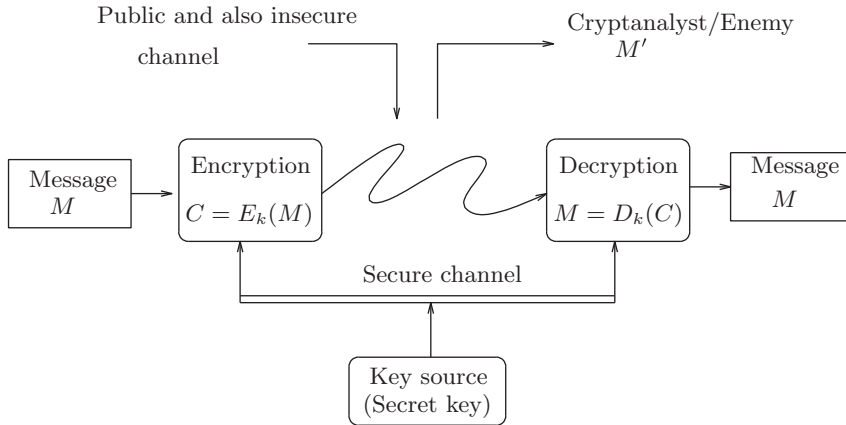 Public and also insecure
channel
Cryptanalyst/Enemy
M′
Message
M
Encryption
C = E_k(M)
Decryption
M = D_k(C)
Message
M
Secure channel
Key source
(Secret key)